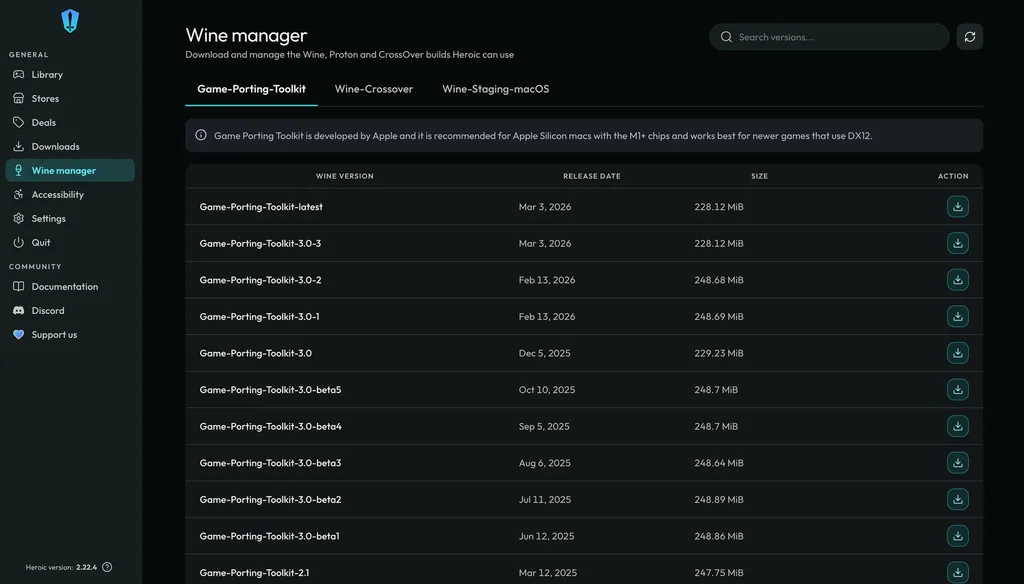 GENERAL
Library
Stores
Deals
Downloads
Wine manager
Accessibility
Settings
Quit
COMMUNITY
Documentation
Discord
Support us
Heroic version: 2.22.4
Wine manager
Download and manage the Wine, Proton and CrossOver builds Heroic can use
Search versions...
Game-Porting-Toolkit Wine-Crossover Wine-Staging-macOS
Game Porting Toolkit is developed by Apple and it is recommended for Apple Silicon macs with the M1+ chips and works best for newer games that use DX12.
WINE VERSION RELEASE DATE SIZE ACTION
Game-Porting-Toolkit-latest Mar 3, 2026 228.12 MiB
Game-Porting-Toolkit-3.0-3 Mar 3, 2026 228.12 MiB
Game-Porting-Toolkit-3.0-2 Feb 13, 2026 248.68 MiB
Game-Porting-Toolkit-3.0-1 Feb 13, 2026 248.69 MiB
Game-Porting-Toolkit-3.0 Dec 5, 2025 229.23 MiB
Game-Porting-Toolkit-3.0-beta5 Oct 10, 2025 248.7 MiB
Game-Porting-Toolkit-3.0-beta4 Sep 5, 2025 248.7 MiB
Game-Porting-Toolkit-3.0-beta3 Aug 6, 2025 248.64 MiB
Game-Porting-Toolkit-3.0-beta2 Jul 11, 2025 248.89 MiB
Game-Porting-Toolkit-3.0-beta1 Jun 12, 2025 248.86 MiB
Game-Porting-Toolkit-2.1 Mar 12, 2025 247.75 MiB